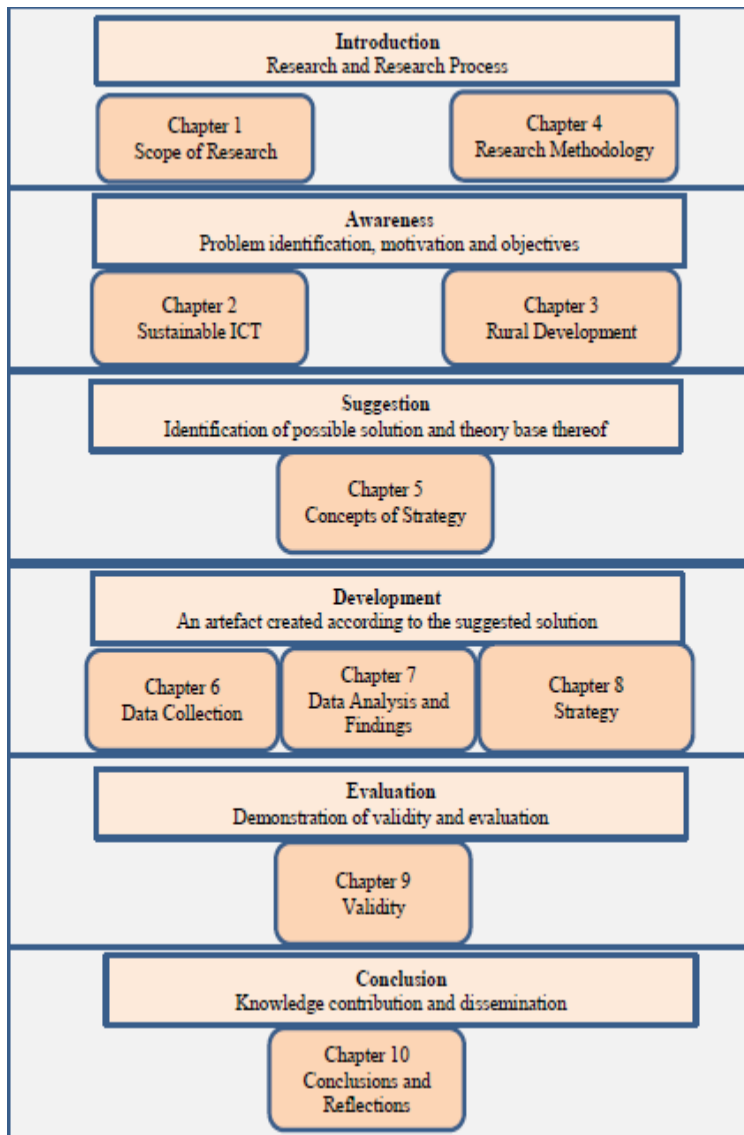 Introduction
Research and Research Process
Chapter 1
Scope of Research
Chapter 4
Research Methodology
Awareness
Problem identification, motivation and objectives
Chapter 2
Sustainable ICT
Chapter 3
Rural Development
Suggestion
Identification of possible solution and theory base thereof
Chapter 5
Concepts of Strategy
Development
An artefact created according to the suggested solution
Chapter 6
Data Collection
Chapter 7
Data Analysis and
Findings
Chapter 8
Strategy
Evaluation
Demonstration of validity and evaluation
Chapter 9
Validity
Conclusion
Knowledge contribution and dissemination
Chapter 10
Conclusions and
Reflections